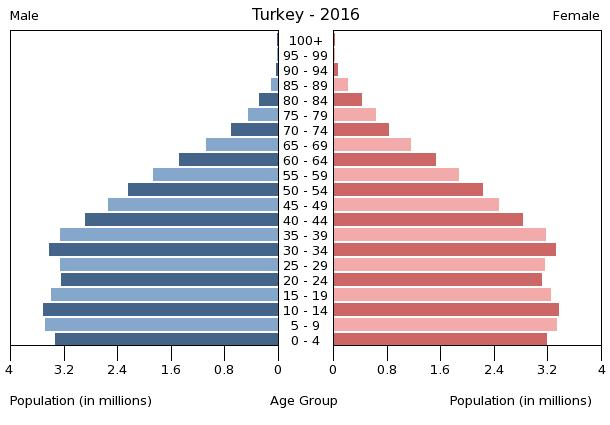 Turkey - 2016
Male
Female
100+
95 - 99
90 - 94
85 - 89
80 - 84
75 - 79
70 - 74
65 - 69
60 - 64
55 - 59
50 - 54
45 - 49
40 - 44
35 - 39
30 - 34
25 - 29
20 - 24
15 - 19
10 - 14
5 - 9
0 - 4
4 3.2 2.4 1.6 0.8 0 0 0.8 1.6 2.4 3.2 4
Population (in millions) Age Group Population (in millions)